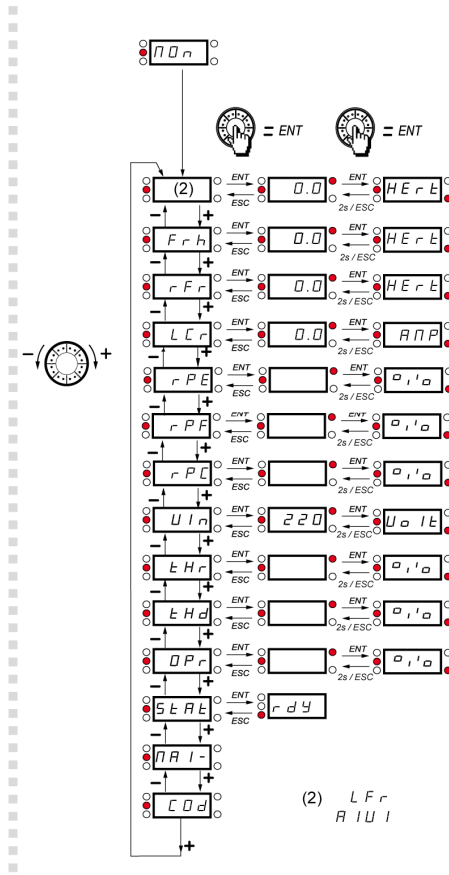 MOn
= ENT = ENT
(2) ENT ESC 0.0 ENT 2s / ESC HErt
- +
Frh ENT ESC 0.0 ENT 2s / ESC HErt
- +
rFr ENT ESC 0.0 ENT 2s / ESC HErt
- +
LCr ENT ESC 0.0 ENT 2s / ESC AMP
- +
- +
rPE ENT ESC ENT 2s / ESC o/o
- +
rPF ENT ESC ENT 2s / ESC o/o
- +
rPC ENT ESC ENT 2s / ESC o/o
- +
UIn ENT ESC 220 ENT 2s / ESC Uolt
- +
tHr ENT ESC ENT 2s / ESC o/o
- +
tHd ENT ESC ENT 2s / ESC o/o
- +
OPr ENT ESC ENT 2s / ESC o/o
- +
StAt ENT ESC rdY
- +
MAI-
- +
COd
(2) LFr
AIU1
+